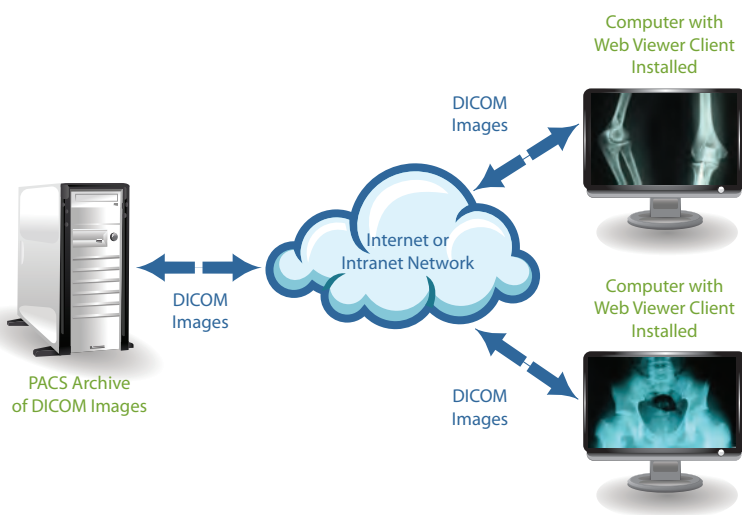 Computer with
Web Viewer Client
Installed
DICOM
Images
Internet or
Intranet Network
DICOM
Images
PACS Archive
of DICOM Images
Computer with
Web Viewer Client
Installed
DICOM
Images